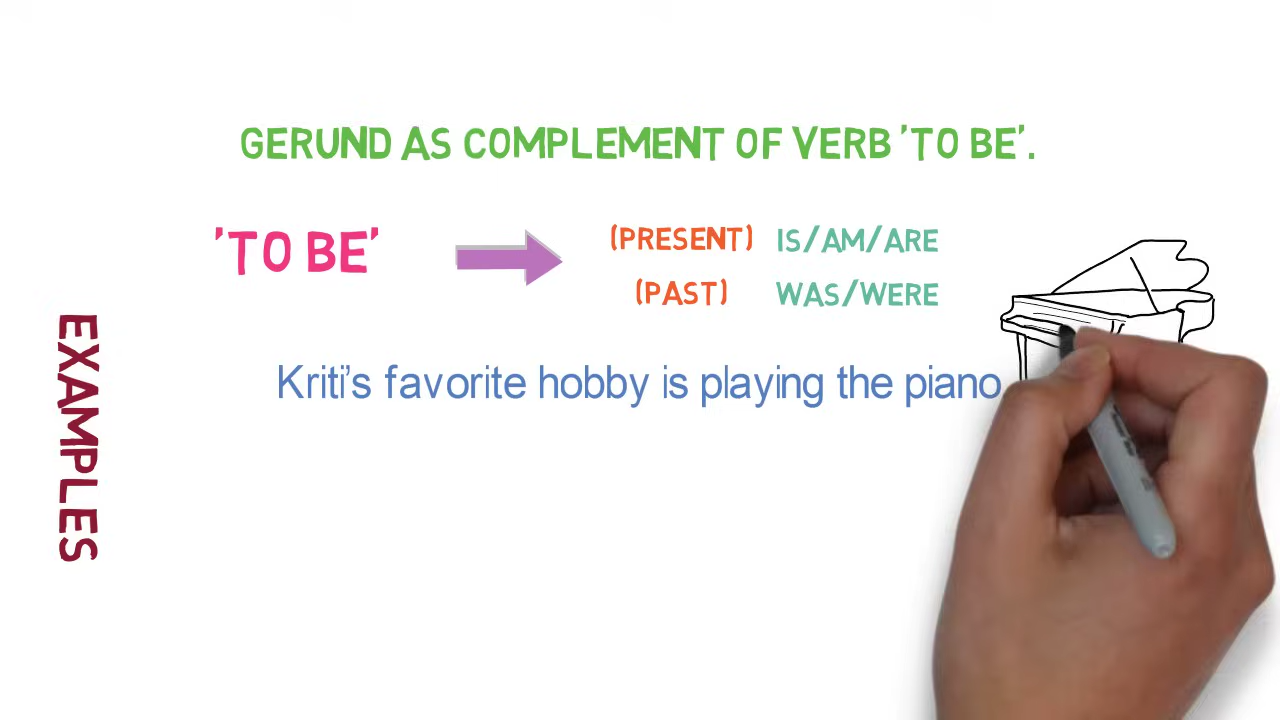 GERUND AS COMPLEMENT OF VERB 'TO BE'.
'TO BE'
(PRESENT) IS/AM/ARE
(PAST) WAS/WERE
EXAMPLES
Kriti's favorite hobby is playing the piano.